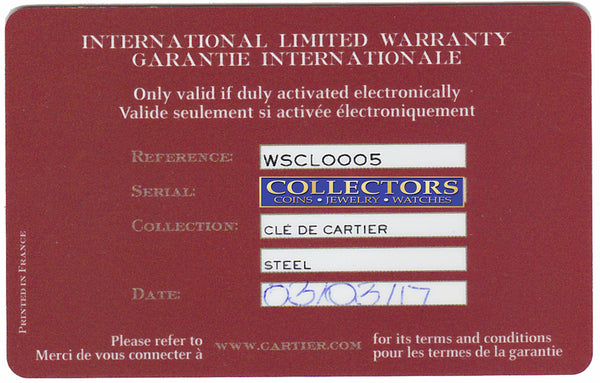 INTERNATIONAL LIMITED WARRANTY
GARANTIE INTERNATIONALE
Only valid if duly activated electronically
Valide seulement si activée électroniquement
REFERENCE: WSCL0005
SERIAL: COLLECTORS
COINS • JEWELRY • WATCHES
COLLECTION: CLÉ DE CARTIER
STEEL
DATE: 03/03/17
PRINTED IN FRANCE
Please refer to
Merci de vous connecter à
WWW.CARTIER.COM
for its terms and conditions
pour les termes de la garantie